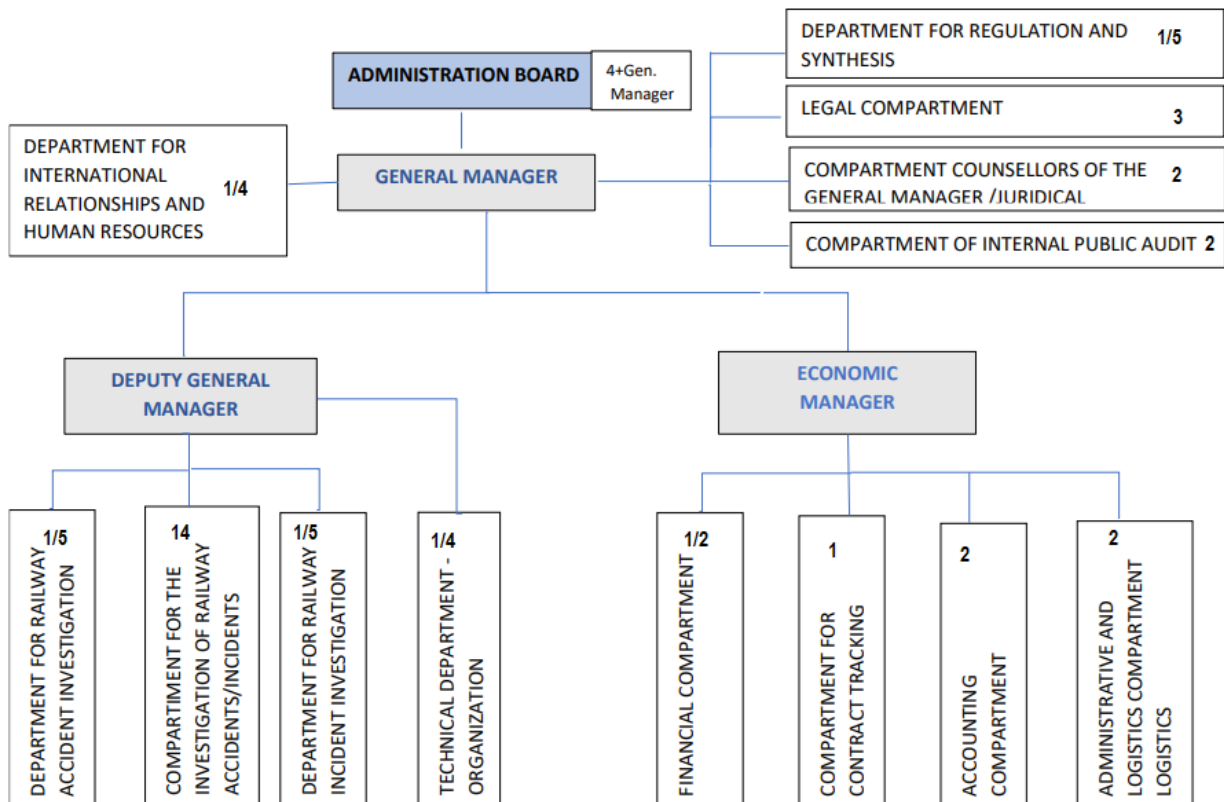 ADMINISTRATION BOARD
4+Gen.
Manager
DEPARTMENT FOR REGULATION AND
SYNTHESIS
1/5
LEGAL COMPARTMENT
3
COMPARTMENT COUNSELLORS OF THE
GENERAL MANAGER /JURIDICAL
2
COMPARTMENT OF INTERNAL PUBLIC AUDIT 2
DEPARTMENT FOR
INTERNATIONAL
RELATIONSHIPS AND
HUMAN RESOURCES
1/4
GENERAL MANAGER
DEPUTY GENERAL
MANAGER
ECONOMIC
MANAGER
1/5
DEPARTMENT FOR RAILWAY
ACCIDENT INVESTIGATION
14
COMPARTIMENT FOR THE
INVESTIGATION OF RAILWAY
ACCIDENTS/INCIDENTS
1/5
DEPARTMENT FOR RAILWAY
INCIDENT INVESTIGATION
1/4
TECHNICAL DEPARTMENT -
ORGANIZATION
1/2
FINANCIAL COMPARTMENT
1
COMPARTMENT FOR
CONTRACT TRACKING
2
ACCOUNTING
COMPARTMENT
2
ADMINISTRATIVE AND
LOGISTICS COMPARTMENT
LOGISTICS